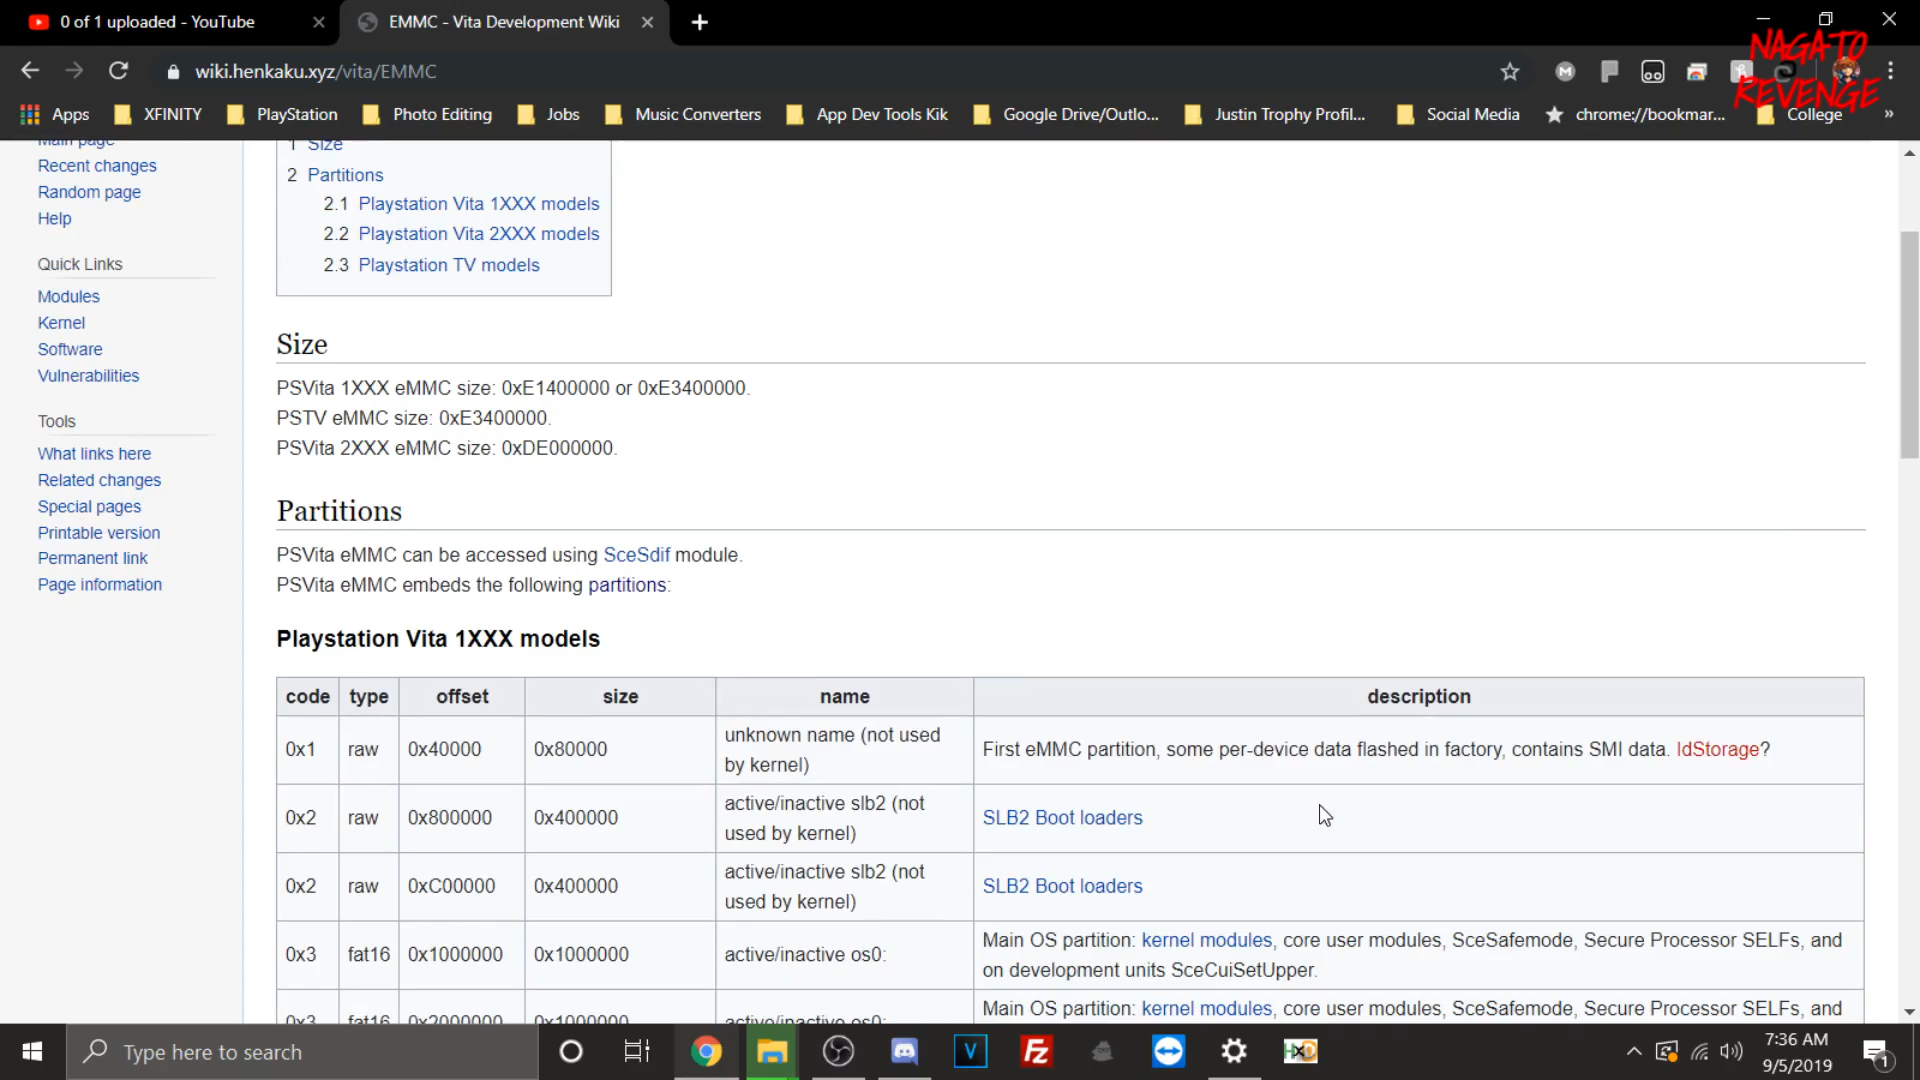 0 of 1 uploaded - YouTube
EMMC - Vita Development Wiki
NAGATO
REVENGE
wiki.henkaku.xyz/vita/EMMC
Apps
XFINITY
PlayStation
Photo Editing
Jobs
Music Converters
App Dev Tools Kik
Google Drive/Outlo...
Justin Trophy Profil...
Social Media
chrome://bookmar...
College
»
Main page
Recent changes
Random page
Help
Quick Links
Modules
Kernel
Software
Vulnerabilities
Tools
What links here
Related changes
Special pages
Printable version
Permanent link
Page information
1 Size
2 Partitions
2.1 Playstation Vita 1XXX models
2.2 Playstation Vita 2XXX models
2.3 Playstation TV models
Size
PSVita 1XXX eMMC size: 0xE1400000 or 0xE3400000.
PSTV eMMC size: 0xE3400000.
PSVita 2XXX eMMC size: 0xDE000000.
Partitions
PSVita eMMC can be accessed using SceSdif module.
PSVita eMMC embeds the following partitions:
Playstation Vita 1XXX models
code type offset size name description
0x1 raw 0x40000 0x80000 unknown name (not used
by kernel) First eMMC partition, some per-device data flashed in factory, contains SMI data. IdStorage?
0x2 raw 0x800000 0x400000 active/inactive slb2 (not
used by kernel) SLB2 Boot loaders
0x2 raw 0xC00000 0x400000 active/inactive slb2 (not
used by kernel) SLB2 Boot loaders
0x3 fat16 0x1000000 0x1000000 active/inactive os0: Main OS partition: kernel modules, core user modules, SceSafemode, Secure Processor SELFs, and
on development units SceCuiSetUpper.
0x3 fat16 0x2000000 0x1000000 active/inactive os0: Main OS partition: kernel modules, core user modules, SceSafemode, Secure Processor SELFs, and
Type here to search
7:36 AM
9/5/2019
1